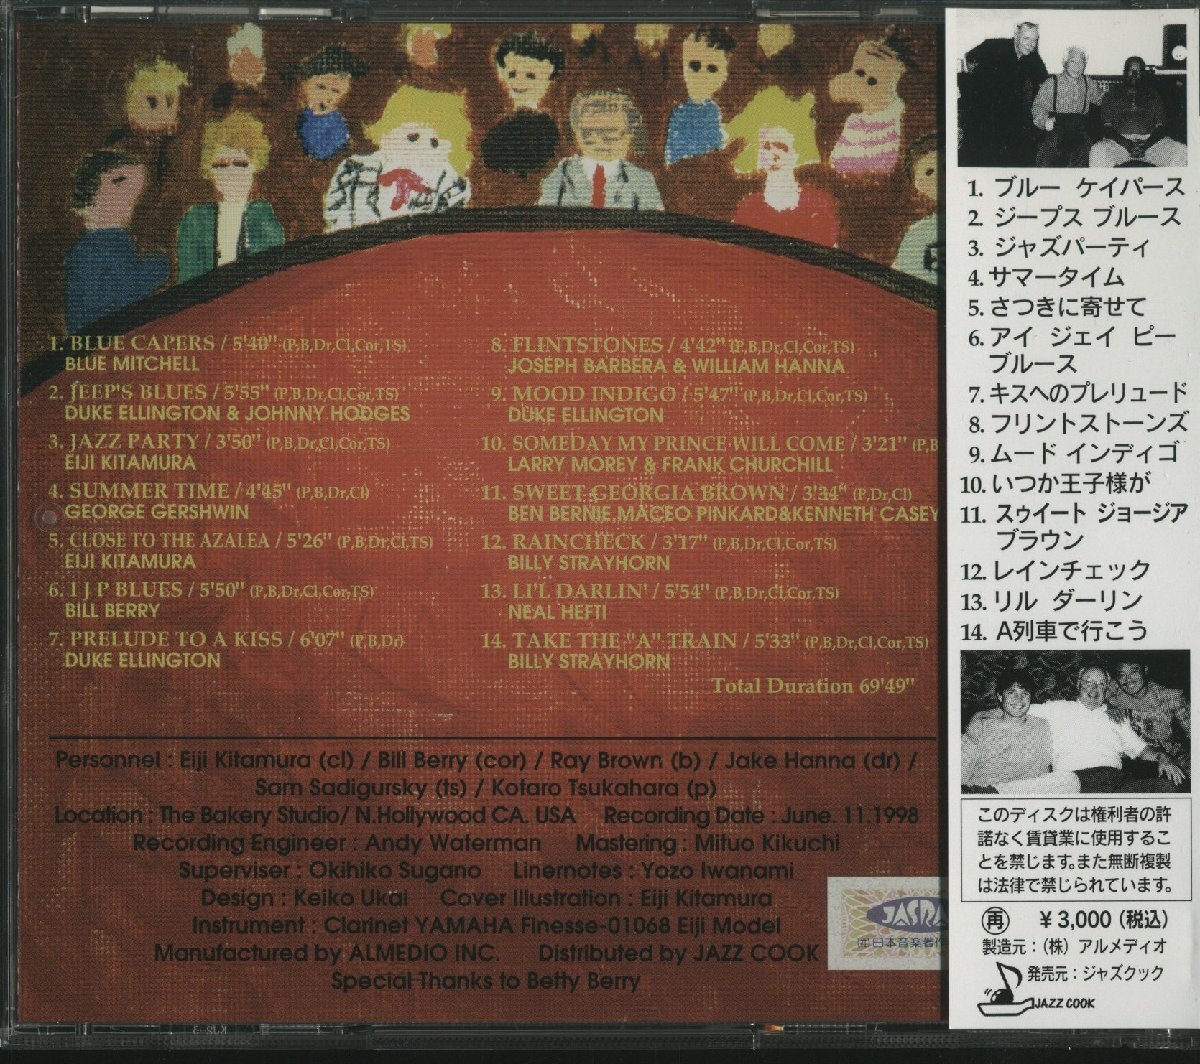 1. BLUE CAPERS / 5'40" (P,B,Dr,Cl,Cor,TS)
BLUE MITCHELL
2. JEEP'S BLUES / 5'55" (P,B,Dr,Cl,Cor,TS)
DUKE ELLINGTON & JOHNNY HODGES
3. JAZZ PARTY / 3'50" (P,B,Dr,Cl,Cor,TS)
EIJI KITAMURA
4. SUMMER TIME / 4'45" (P,B,Dr,Cl)
GEORGE GERSHWIN
5. CLOSE TO THE AZALEA / 5'26" (P,B,Dr,Cl,TS)
EIJI KITAMURA
6. I J P BLUES / 5'50" (P,B,Dr,Cl,Cor,TS)
BILL BERRY
7. PRELUDE TO A KISS / 6'07" (P,B,Dr)
DUKE ELLINGTON
8. FLINTSTONES / 4'42" (P,B,Dr,Cl,Cor,TS)
JOSEPH BARBERA & WILLIAM HANNA
9. MOOD INDIGO / 5'47" (P,B,Dr,Cl,Cor,TS)
DUKE ELLINGTON
10. SOMEDAY MY PRINCE WILL COME / 3'21" (P,B
LARRY MOREY & FRANK CHURCHILL
11. SWEET GEORGIA BROWN / 3'34" (P,Dr,Cl)
BEN BERNIE,MACEO PINKARD&KENNETH CASEY
12. RAINCHECK / 3'17" (P,B,Dr,Cl,Cor,TS)
BILLY STRAYHORN
13. LI'L DARLIN' / 5'54" (P,B,Dr,Cl,Cor,TS)
NEAL HEFTI
14. TAKE THE "A" TRAIN / 5'33" (P,B,Dr,Cl,Cor,TS)
BILLY STRAYHORN
Total Duration 69'49"
Personnel : Eiji Kitamura (cl) / Bill Berry (cor) / Ray Brown (b) / Jake Hanna (dr) /
Sam Sadigursky (ts) / Kotaro Tsukahara (p)
Location : The Bakery Studio/ N.Hollywood CA. USA Recording Date : June. 11.1998
Recording Engineer : Andy Waterman Mastering : Mituo Kikuchi
Superviser : Okihiko Sugano Linernotes : Yozo Iwanami
Design : Keiko Ukai Cover Illustration : Eiji Kitamura
Instrument : Clarinet YAMAHA Finesse-01068 Eiji Model
Manufactured by ALMEDIO INC. Distributed by JAZZ COOK
Special Thanks to Betty Berry
JASRA
日本音楽著作
1. ブルー ケイパース
2. ジープス ブルース
3. ジャズパーティ
4. サマータイム
5. さつきに寄せて
6. アイ ジェイ ピー
ブルース
7. キスへのプレリュード
8. フリントストーンズ
9. ムード インディゴ
10. いつか王子様が
11. スゥイート ジョージア
ブラウン
12. レインチェック
13. リル ダーリン
14. A列車で行こう
このディスクは権利者の許
諾なく賃貸業に使用するこ
とを禁じます。また無断複製
は法律で禁じられています。
再 ¥3,000(税込)
製造元:(株) アルメディオ
発売元:ジャズクック
JAZZ COOK